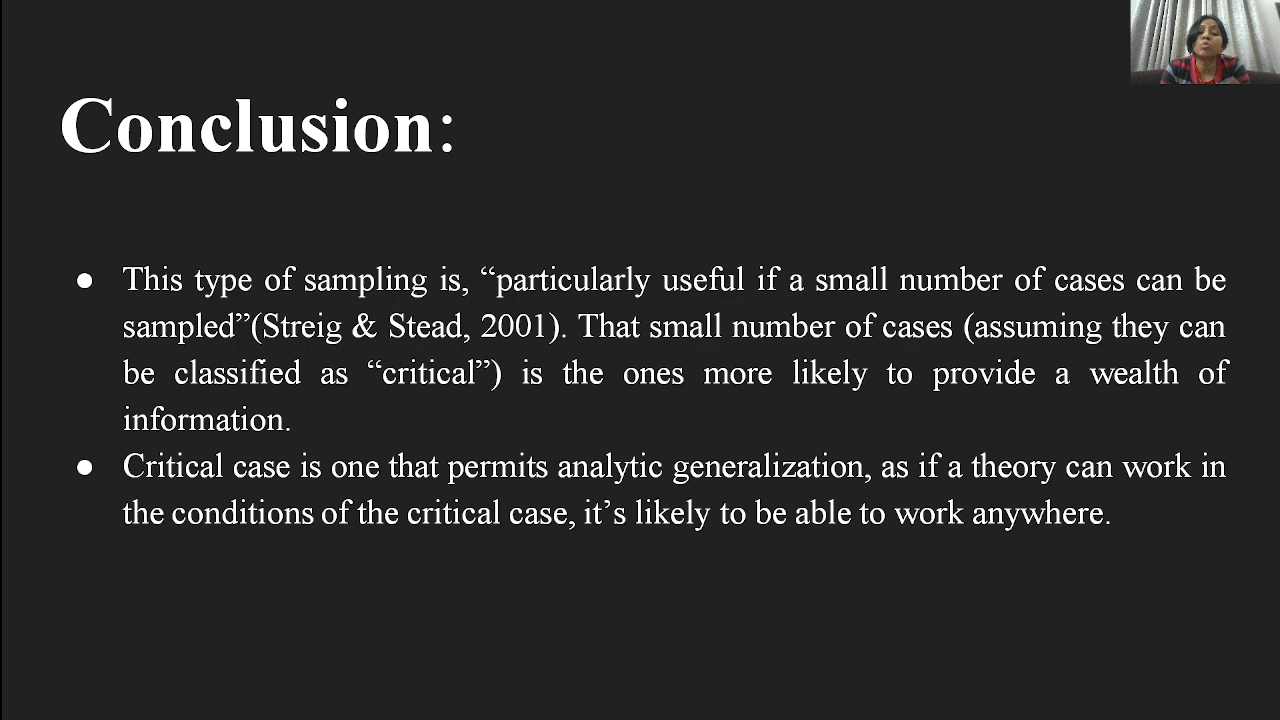 Conclusion:
● This type of sampling is, “particularly useful if a small number of cases can be
sampled”(Streig & Stead, 2001). That small number of cases (assuming they can
be classified as “critical”) is the ones more likely to provide a wealth of
information.
● Critical case is one that permits analytic generalization, as if a theory can work in
the conditions of the critical case, it’s likely to be able to work anywhere.